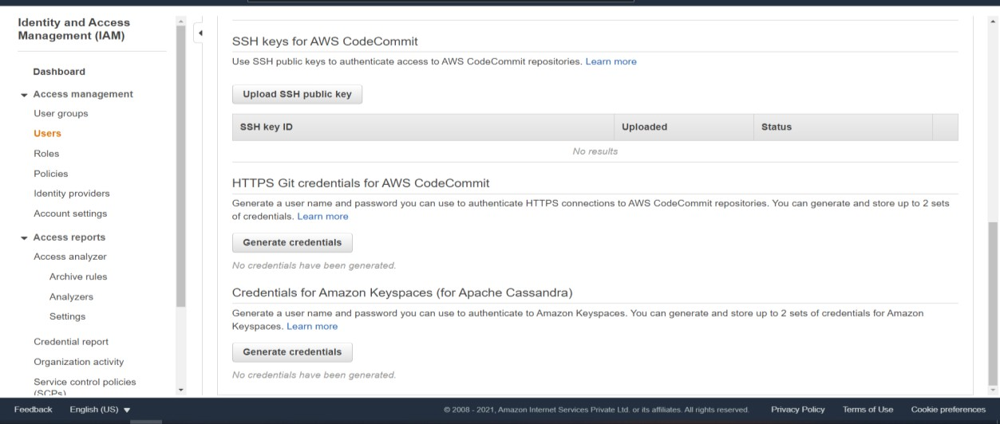 Identity and Access
Management (IAM)
Dashboard
Access management
User groups
Users
Roles
Policies
Identity providers
Account settings
Access reports
Access analyzer
Archive rules
Analyzers
Settings
Credential report
Organization activity
Service control policies
(SCPs)
SSH keys for AWS CodeCommit
Use SSH public keys to authenticate access to AWS CodeCommit repositories. Learn more
Upload SSH public key
SSH key ID Uploaded Status
No results
HTTPS Git credentials for AWS CodeCommit
Generate a user name and password you can use to authenticate HTTPS connections to AWS CodeCommit repositories. You can generate and store up to 2 sets
of credentials. Learn more
Generate credentials
No credentials have been generated.
Credentials for Amazon Keyspaces (for Apache Cassandra)
Generate a user name and password you can use to authenticate to Amazon Keyspaces. You can generate and store up to 2 sets of credentials for Amazon
Keyspaces. Learn more
Generate credentials
No credentials have been generated.
Feedback English (US) © 2008 - 2021, Amazon Internet Services Private Ltd. or its affiliates. All rights reserved. Privacy Policy Terms of Use Cookie preferences